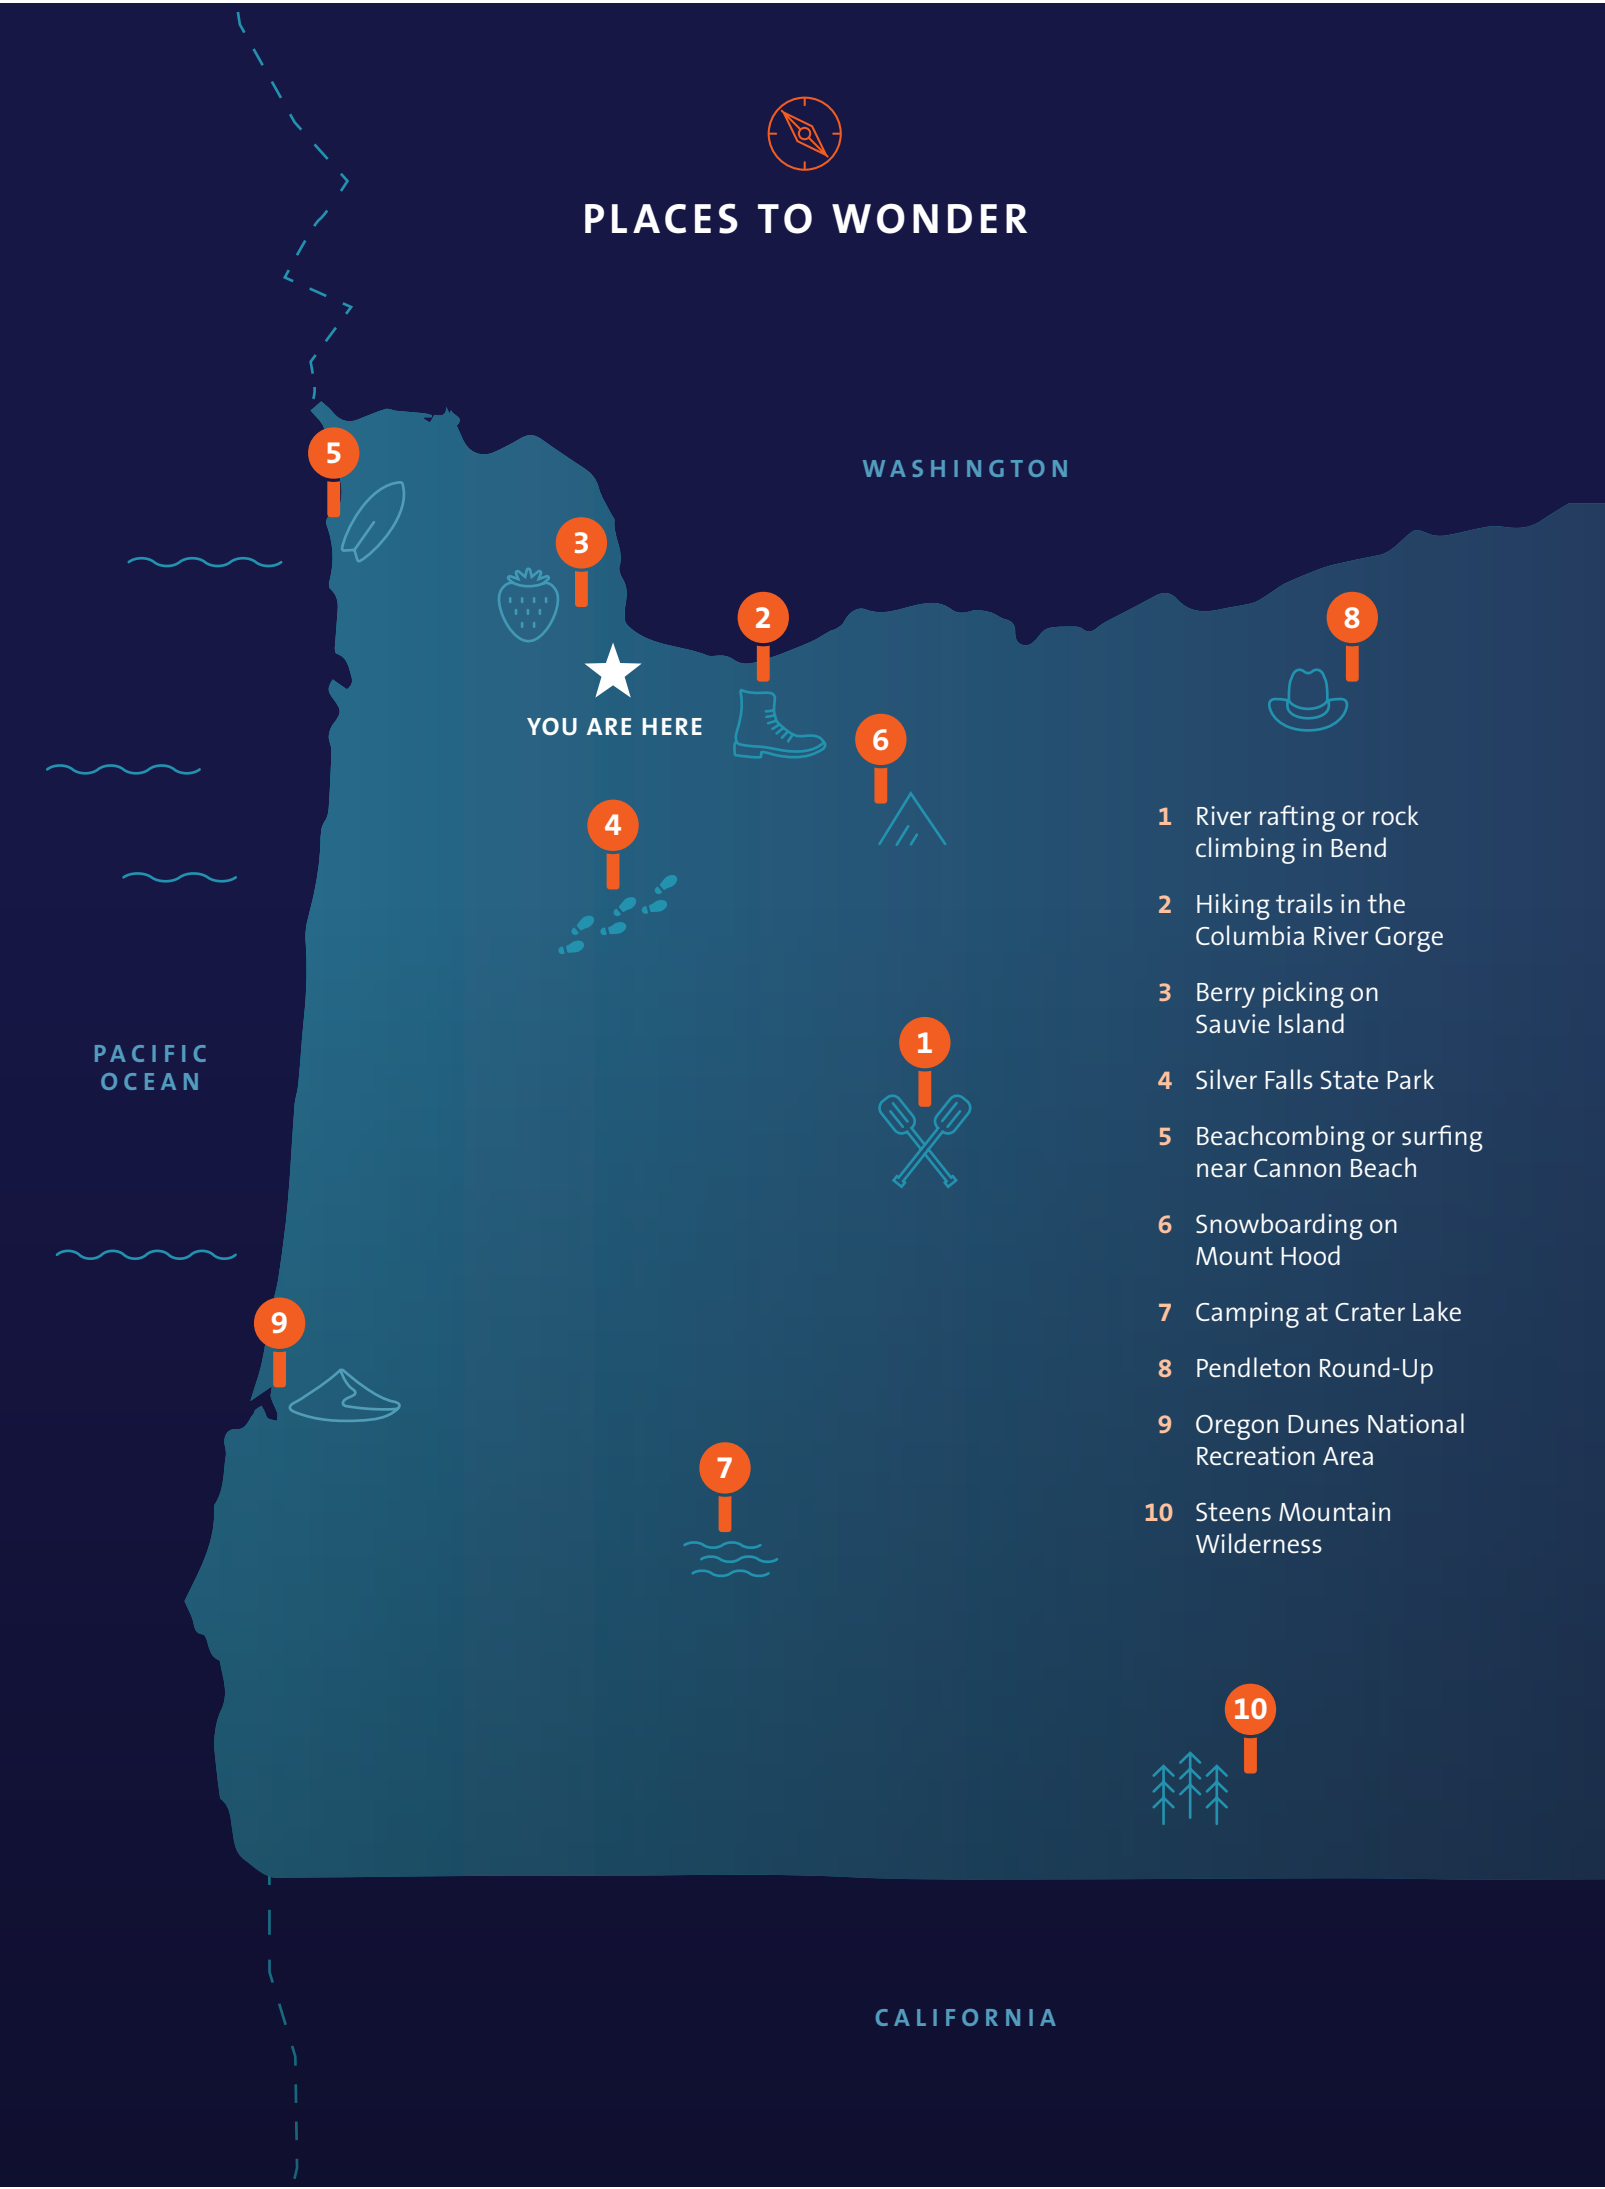 PLACES TO WONDER
WASHINGTON
5
3
2
8
YOU ARE HERE
6
4
1
PACIFIC
OCEAN
9
7
10
1 River rafting or rock
climbing in Bend
2 Hiking trails in the
Columbia River Gorge
3 Berry picking on
Sauvie Island
4 Silver Falls State Park
5 Beachcombing or surfing
near Cannon Beach
6 Snowboarding on
Mount Hood
7 Camping at Crater Lake
8 Pendleton Round-Up
9 Oregon Dunes National
Recreation Area
10 Steens Mountain
Wilderness
CALIFORNIA